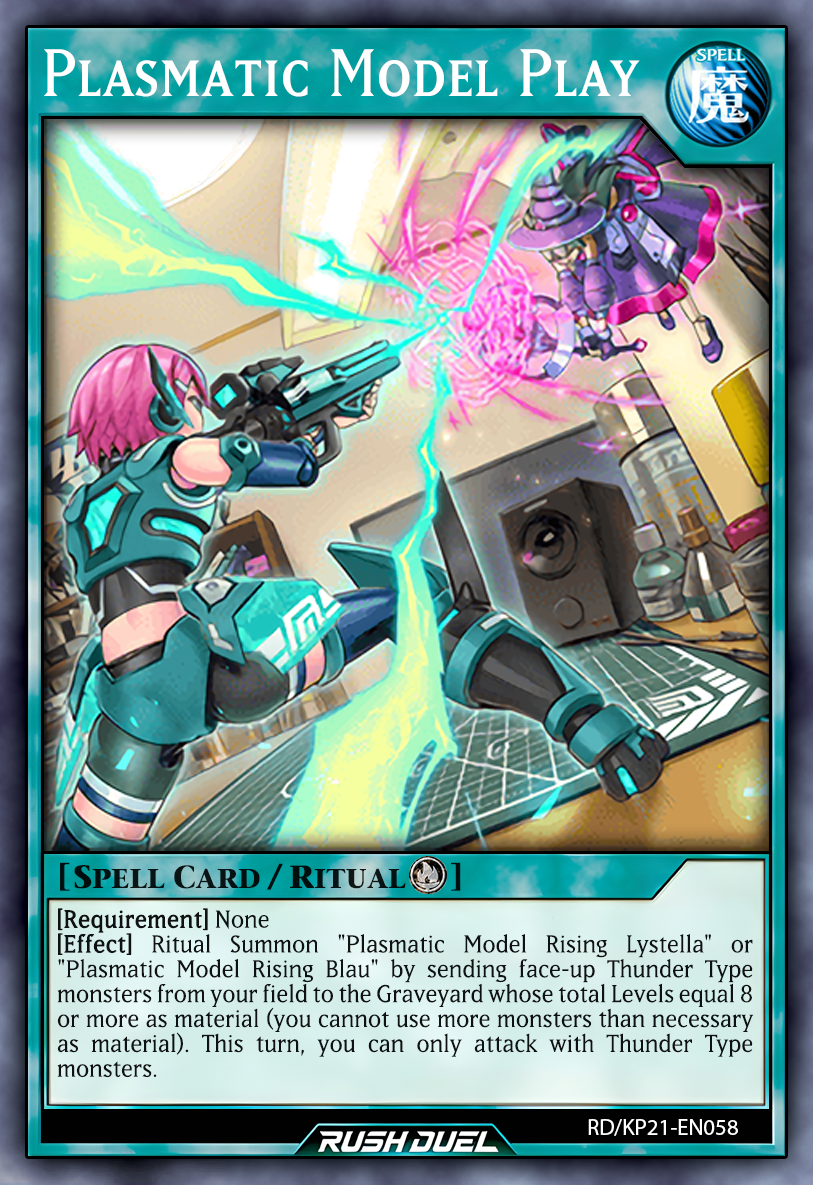 Plasmatic Model Play
SPELL
魔
[Spell Card / Ritual]
[Requirement] None
[Effect] Ritual Summon "Plasmatic Model Rising Lystella" or
"Plasmatic Model Rising Blau" by sending face-up Thunder Type
monsters from your field to the Graveyard whose total Levels equal 8
or more as material (you cannot use more monsters than necessary
as material). This turn, you can only attack with Thunder Type
monsters.
RD/KP21-EN058
RUSH DUEL